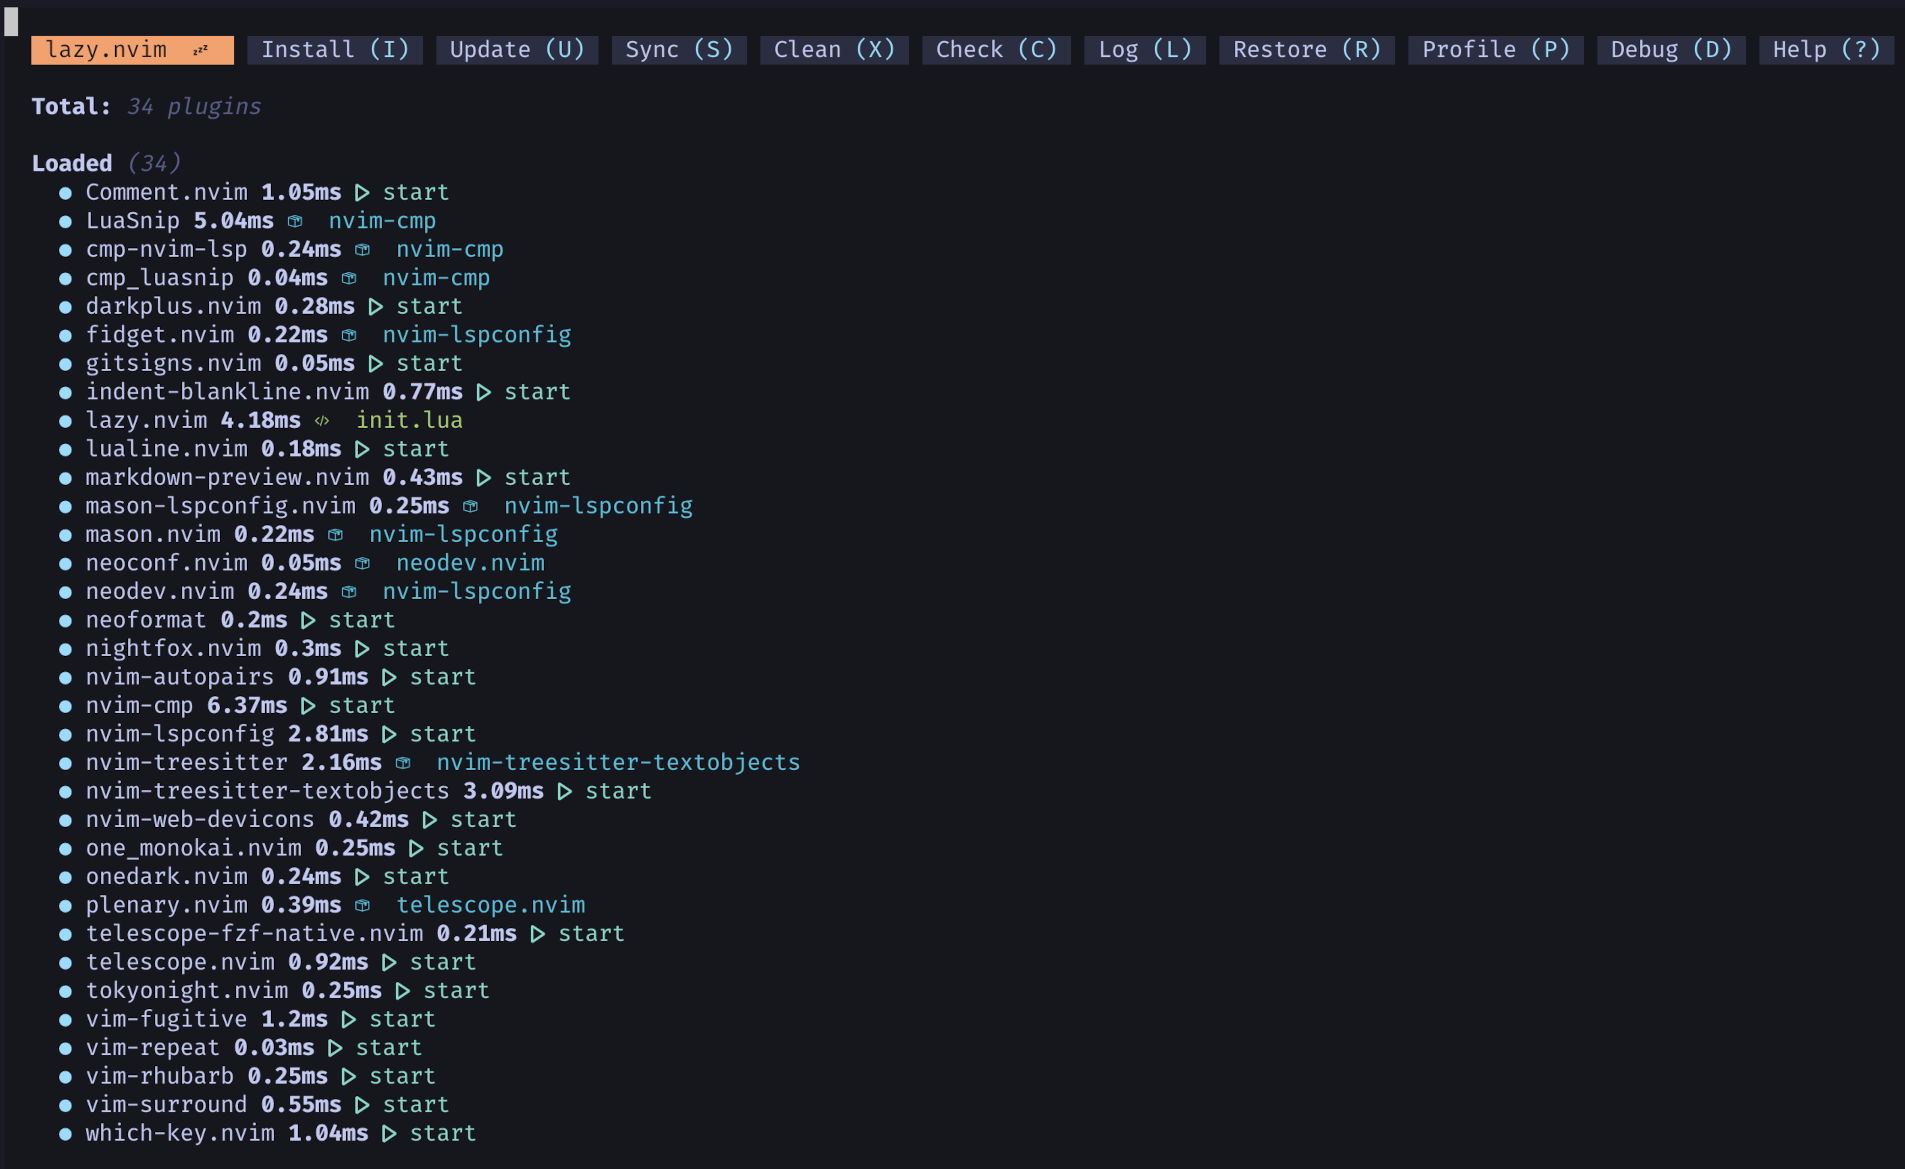 lazy.nvim 💤 Install (I) Update (U) Sync (S) Clean (X) Check (C) Log (L) Restore (R) Profile (P) Debug (D) Help (?)
Total: 34 plugins
Loaded (34)
● Comment.nvim 1.05ms ▷ start
● LuaSnip 5.04ms nvim-cmp
● cmp-nvim-lsp 0.24ms nvim-cmp
● cmp_luasnip 0.04ms nvim-cmp
● darkplus.nvim 0.28ms ▷ start
● fidget.nvim 0.22ms nvim-lspconfig
● gitsigns.nvim 0.05ms ▷ start
● indent-blankline.nvim 0.77ms ▷ start
● lazy.nvim 4.18ms </> init.lua
● lualine.nvim 0.18ms ▷ start
● markdown-preview.nvim 0.43ms ▷ start
● mason-lspconfig.nvim 0.25ms nvim-lspconfig
● mason.nvim 0.22ms nvim-lspconfig
● neoconf.nvim 0.05ms neodev.nvim
● neodev.nvim 0.24ms nvim-lspconfig
● neoformat 0.2ms ▷ start
● nightfox.nvim 0.3ms ▷ start
● nvim-autopairs 0.91ms ▷ start
● nvim-cmp 6.37ms ▷ start
● nvim-lspconfig 2.81ms ▷ start
● nvim-treesitter 2.16ms nvim-treesitter-textobjects
● nvim-treesitter-textobjects 3.09ms ▷ start
● nvim-web-devicons 0.42ms ▷ start
● one_monokai.nvim 0.25ms ▷ start
● onedark.nvim 0.24ms ▷ start
● plenary.nvim 0.39ms telescope.nvim
● telescope-fzf-native.nvim 0.21ms ▷ start
● telescope.nvim 0.92ms ▷ start
● tokyonight.nvim 0.25ms ▷ start
● vim-fugitive 1.2ms ▷ start
● vim-repeat 0.03ms ▷ start
● vim-rhubarb 0.25ms ▷ start
● vim-surround 0.55ms ▷ start
● which-key.nvim 1.04ms ▷ start